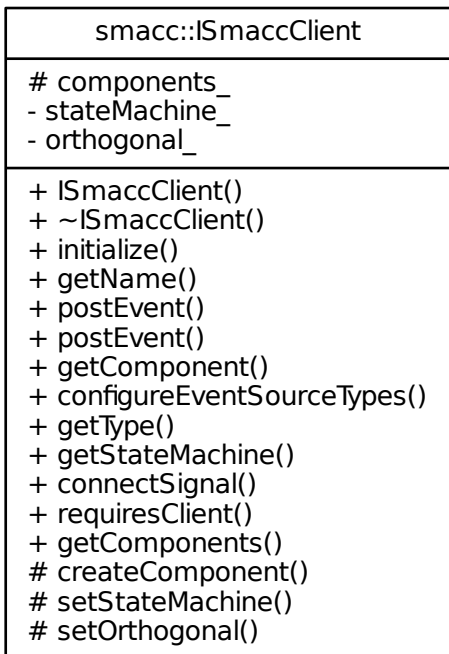 smacc::ISmaccClient
# components_
- stateMachine_
- orthogonal_
+ ISmaccClient()
+ ~ISmaccClient()
+ initialize()
+ getName()
+ postEvent()
+ postEvent()
+ getComponent()
+ configureEventSourceTypes()
+ getType()
+ getStateMachine()
+ connectSignal()
+ requiresClient()
+ getComponents()
# createComponent()
# setStateMachine()
# setOrthogonal()